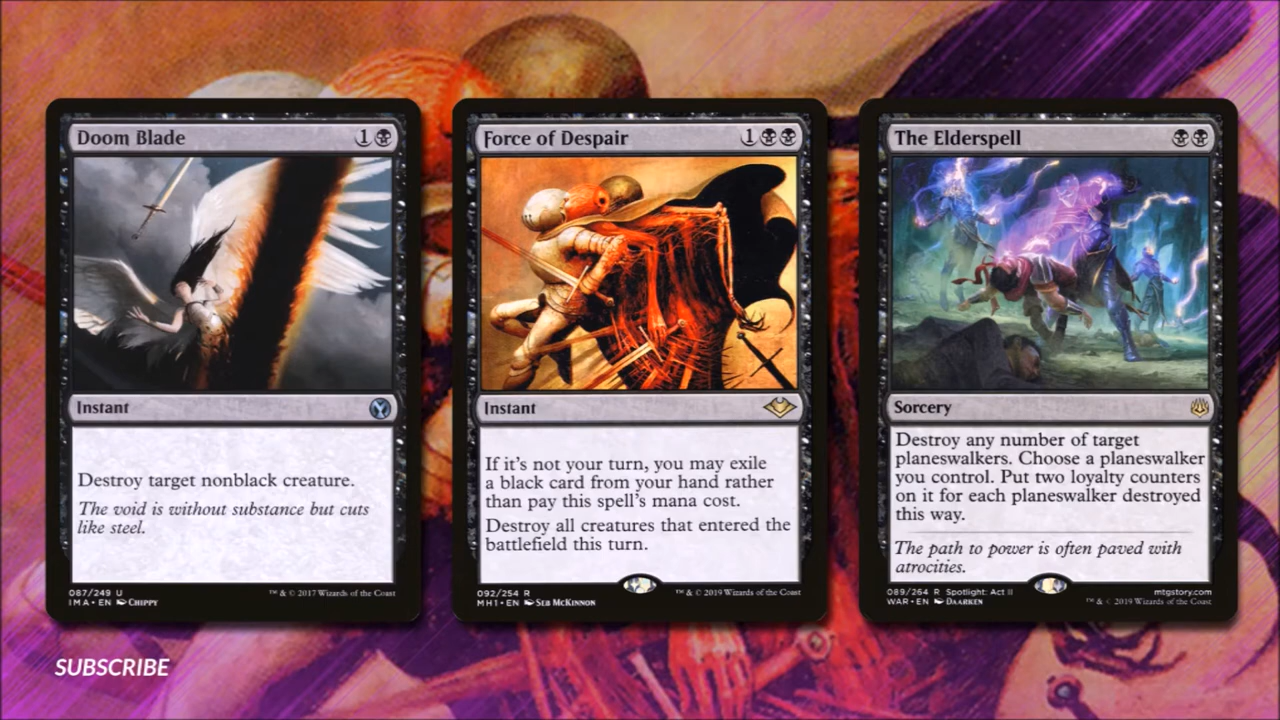 Doom Blade 1
Instant
Destroy target nonblack creature.
The void is without substance but cuts
like steel.
087/249 U
IMA • EN CHIPPY
™ & © 2017 Wizards of the Coast
Force of Despair 1
Instant
If it's not your turn, you may exile
a black card from your hand rather
than pay this spell's mana cost.
Destroy all creatures that entered the
battlefield this turn.
092/254 R
MH1 • EN SEB MCKINNON
™ & © 2019 Wizards of the Coast
The Elderspell
Sorcery
Destroy any number of target
planeswalkers. Choose a planeswalker
you control. Put two loyalty counters
on it for each planeswalker destroyed
this way.
The path to power is often paved with
atrocities.
089/264 R Spotlight: Act II
WAR • EN DAARKEN
mtgstory.com
™ & © 2019 Wizards of the Coast
SUBSCRIBE